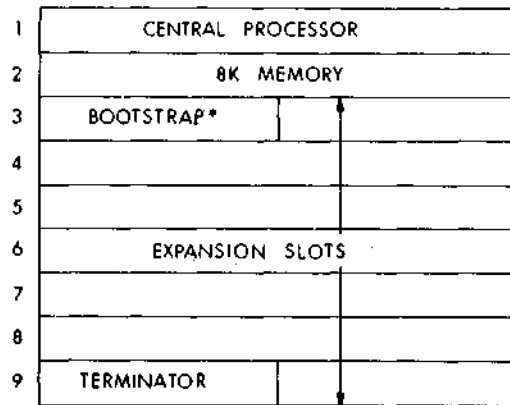 1 CENTRAL PROCESSOR
2 8K MEMORY
3 BOOTSTRAP*
4
5
6 EXPANSION SLOTS
7
8
9 TERMINATOR